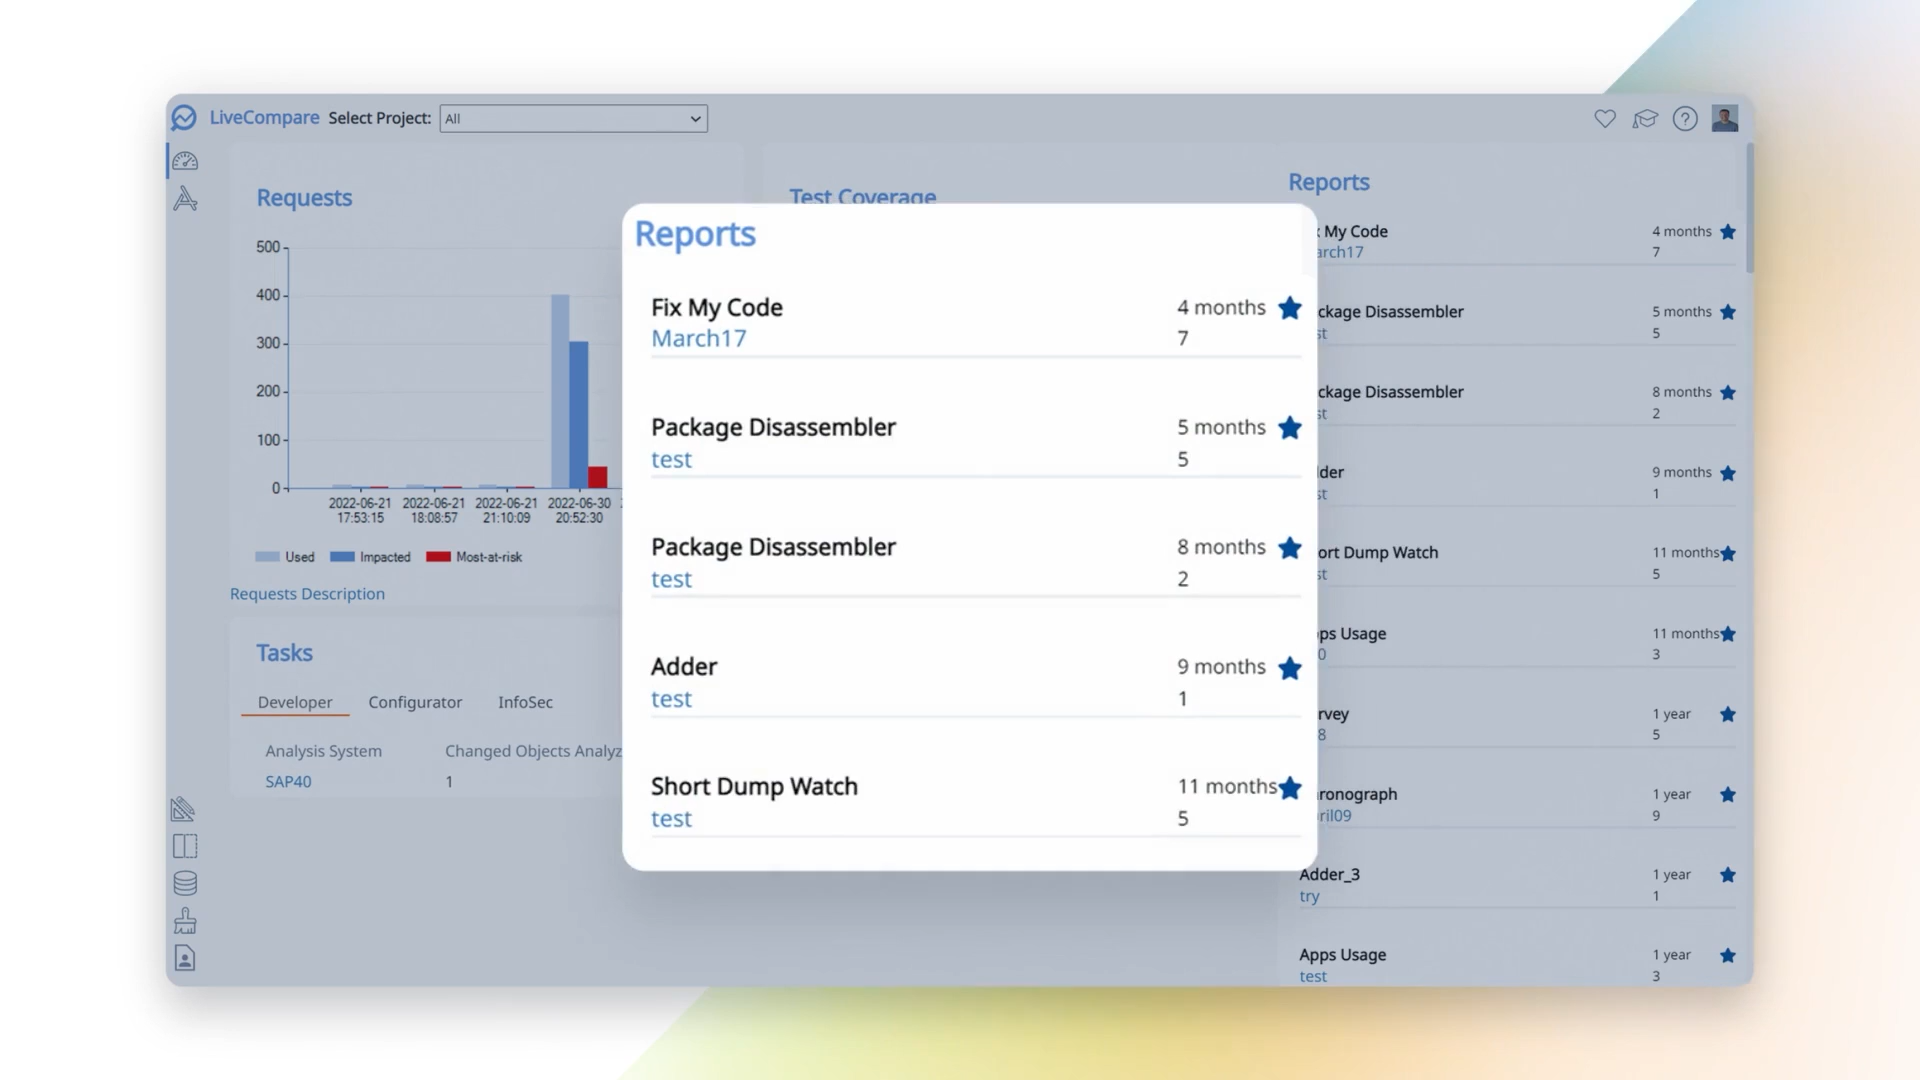 LiveCompare Select Project: All
Requests
500
400
300
200
100
0
2022-06-21 2022-06-21 2022-06-21 2022-06-30
17:53:15 18:08:57 21:10:09 20:52:30
Used Impacted Most-at-risk
Requests Description
Tasks
Developer Configurator InfoSec
Analysis System Changed Objects Analyz
SAP40 1
Test Coverage
Reports
Fix My Code 4 months
March17 7
Package Disassembler 5 months
test 5
Package Disassembler 8 months
test 2
Adder 9 months
test 1
Short Dump Watch 11 months
test 5
Reports
My Code 4 months
arch17 7
ckage Disassembler 5 months
st 5
ckage Disassembler 8 months
st 2
der 9 months
st 1
ort Dump Watch 11 months
st 5
ps Usage 11 months
0 3
rvey 1 year
8 5
ronograph 1 year
ril09 9
Adder_3 1 year
try 1
Apps Usage 1 year
test 3